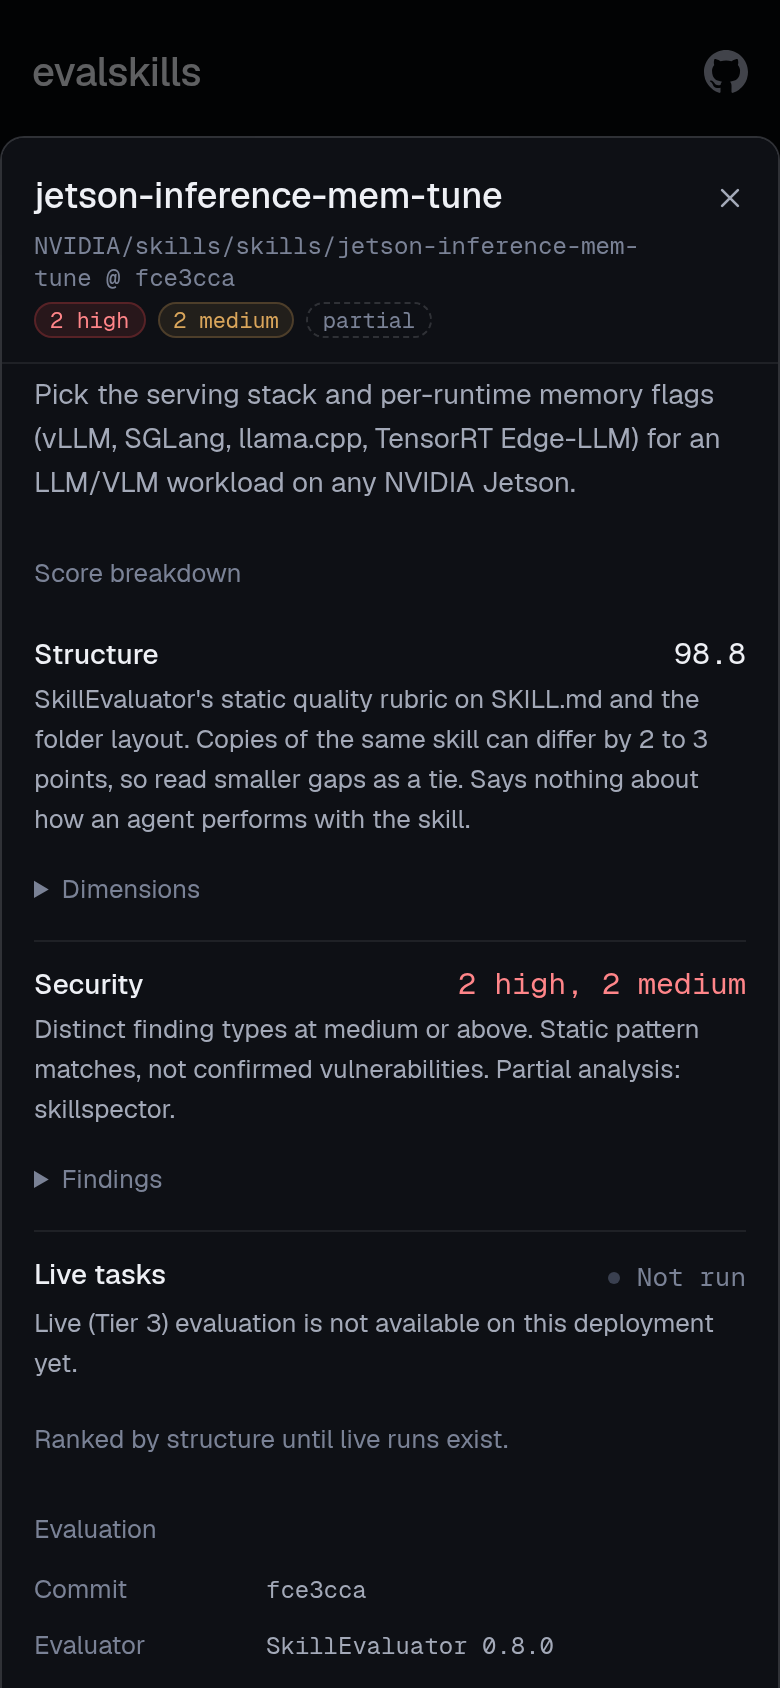 evalskills
jetson-inference-mem-tune
NVIDIA/skills/skills/jetson-inference-mem-
tune @ fce3cca
2 high
2 medium
partial
Pick the serving stack and per-runtime memory flags
(vLLM, SGLang, llama.cpp, TensorRT Edge-LLM) for an
LLM/VLM workload on any NVIDIA Jetson.
Score breakdown
Structure 98.8
SkillEvaluator's static quality rubric on SKILL.md and the
folder layout. Copies of the same skill can differ by 2 to 3
points, so read smaller gaps as a tie. Says nothing about
how an agent performs with the skill.
Dimensions
Security 2 high, 2 medium
Distinct finding types at medium or above. Static pattern
matches, not confirmed vulnerabilities. Partial analysis:
skillspector.
Findings
Live tasks Not run
Live (Tier 3) evaluation is not available on this deployment
yet.
Ranked by structure until live runs exist.
Evaluation
Commit fce3cca
Evaluator SkillEvaluator 0.8.0